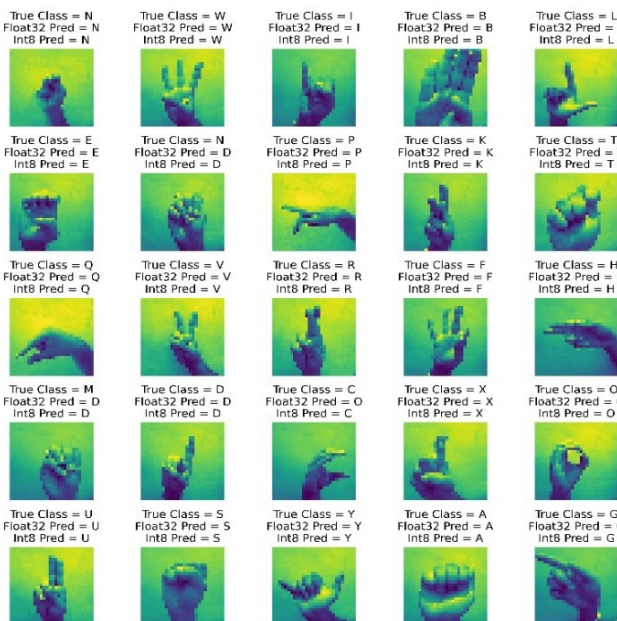 True Class = N
Float32 Pred = N
Int8 Pred = N
True Class = W
Float32 Pred = W
Int8 Pred = W
True Class = I
Float32 Pred = I
Int8 Pred = I
True Class = B
Float32 Pred = B
Int8 Pred = B
True Class = L
Float32 Pred =
Int8 Pred = L
True Class = E
Float32 Pred = E
Int8 Pred = E
True Class = N
Float32 Pred = D
Int8 Pred = D
True Class = P
Float32 Pred = P
Int8 Pred = P
True Class = K
Float32 Pred = K
Int8 Pred = K
True Class = T
Float32 Pred =
Int8 Pred = T
True Class = Q
Float32 Pred = Q
Int8 Pred = Q
True Class = V
Float32 Pred = V
Int8 Pred = V
True Class = R
Float32 Pred = R
Int8 Pred = R
True Class = F
Float32 Pred = F
Int8 Pred = F
True Class = H
Float32 Pred =
Int8 Pred = H
True Class = M
Float32 Pred = D
Int8 Pred = D
True Class = D
Float32 Pred = D
Int8 Pred = D
True Class = C
Float32 Pred = O
Int8 Pred = C
True Class = X
Float32 Pred = X
Int8 Pred = X
True Class = O
Float32 Pred =
Int8 Pred = O
True Class = U
Float32 Pred = U
Int8 Pred = U
True Class = S
Float32 Pred = S
Int8 Pred = S
True Class = Y
Float32 Pred = Y
Int8 Pred = Y
True Class = A
Float32 Pred = A
Int8 Pred = A
True Class = G
Float32 Pred =
Int8 Pred = G